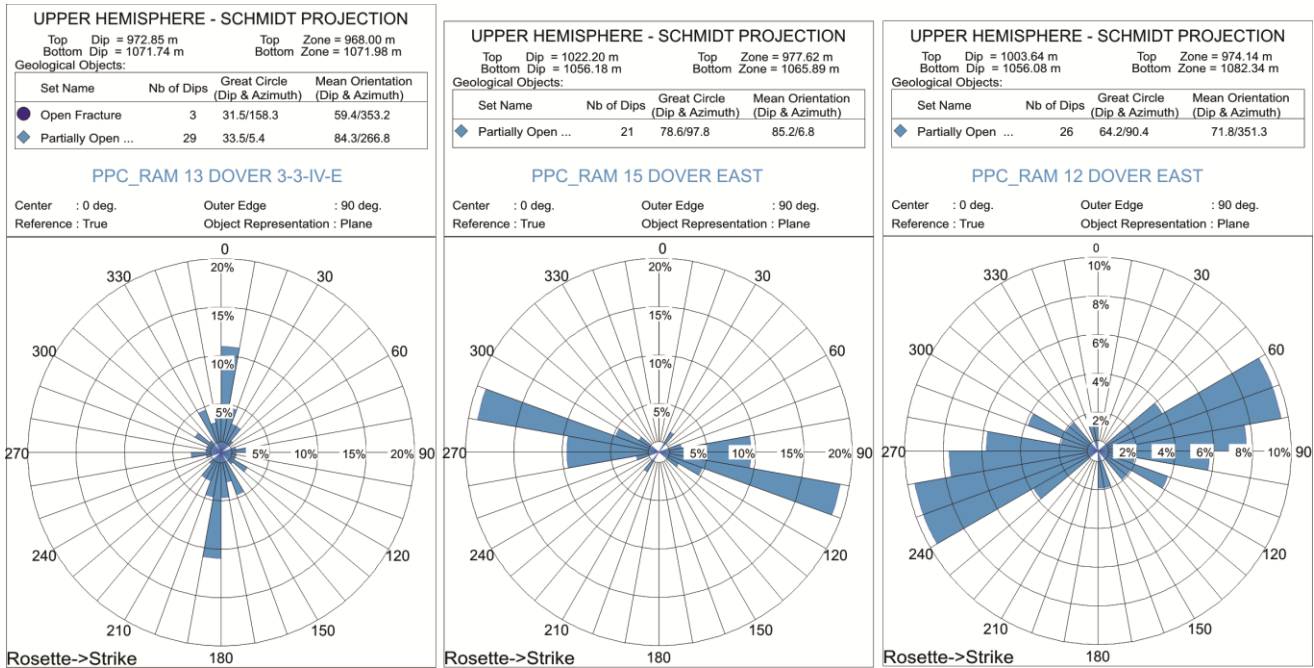 UPPER HEMISPHERE - SCHMIDT PROJECTION
Top Dip = 972.85 m Top Zone = 968.00 m
Bottom Dip = 1071.74 m Bottom Zone = 1071.98 m
Geological Objects:
Set Name Nb of Dips Great Circle (Dip & Azimuth) Mean Orientation (Dip & Azimuth)
Open Fracture 3 31.5/158.3 59.4/353.2
Partially Open ... 29 33.5/5.4 84.3/266.8
PPC_RAM 13 DOVER 3-3-IV-E
Center : 0 deg. Outer Edge : 90 deg.
Reference : True Object Representation : Plane
0
330 30
20%
15%
300 60
10%
5%
270 5% 10% 15% 20% 90
240 120
210 150
Rosette->Strike 180
UPPER HEMISPHERE - SCHMIDT PROJECTION
Top Dip = 1022.20 m Top Zone = 977.62 m
Bottom Dip = 1056.18 m Bottom Zone = 1065.89 m
Geological Objects:
Set Name Nb of Dips Great Circle (Dip & Azimuth) Mean Orientation (Dip & Azimuth)
Partially Open ... 21 78.6/97.8 85.2/6.8
PPC_RAM 15 DOVER EAST
Center : 0 deg. Outer Edge : 90 deg.
Reference : True Object Representation : Plane
0
330 30
20%
15%
300 60
10%
5%
270 5% 10% 15% 20% 90
240 120
210 150
Rosette->Strike 180
UPPER HEMISPHERE - SCHMIDT PROJECTION
Top Dip = 1003.64 m Top Zone = 974.14 m
Bottom Dip = 1056.08 m Bottom Zone = 1082.34 m
Geological Objects:
Set Name Nb of Dips Great Circle (Dip & Azimuth) Mean Orientation (Dip & Azimuth)
Partially Open ... 26 64.2/90.4 71.8/351.3
PPC_RAM 12 DOVER EAST
Center : 0 deg. Outer Edge : 90 deg.
Reference : True Object Representation : Plane
0
330 30
10%
8%
6%
300 60
4%
2%
270 2% 4% 6% 8% 10% 90
240 120
210 150
Rosette->Strike 180